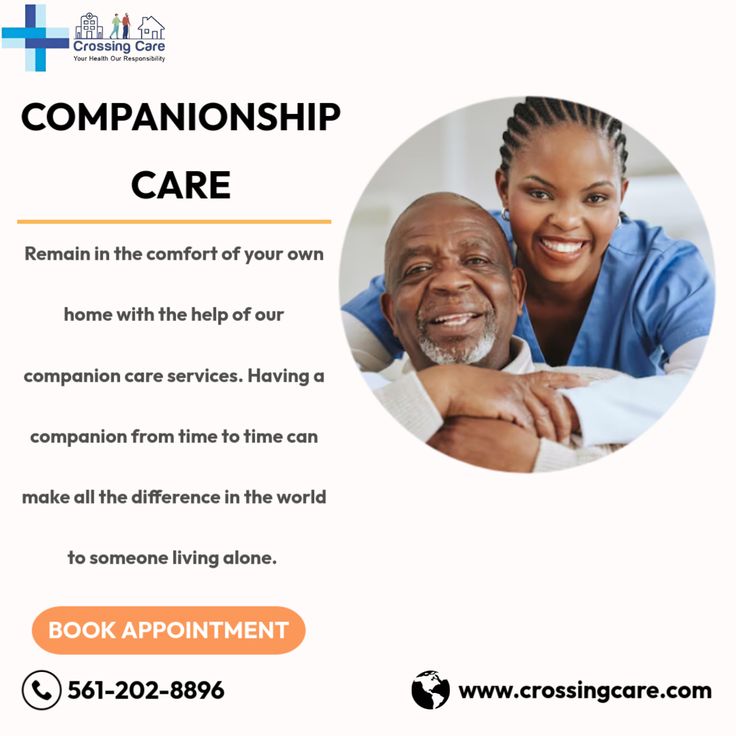 Crossing Care
Your Health Our Responsibility
COMPANIONSHIP
CARE
Remain in the comfort of your own
home with the help of our
companion care services. Having a
companion from time to time can
make all the difference in the world
to someone living alone.
BOOK APPOINTMENT
561-202-8896
www.crossingcare.com